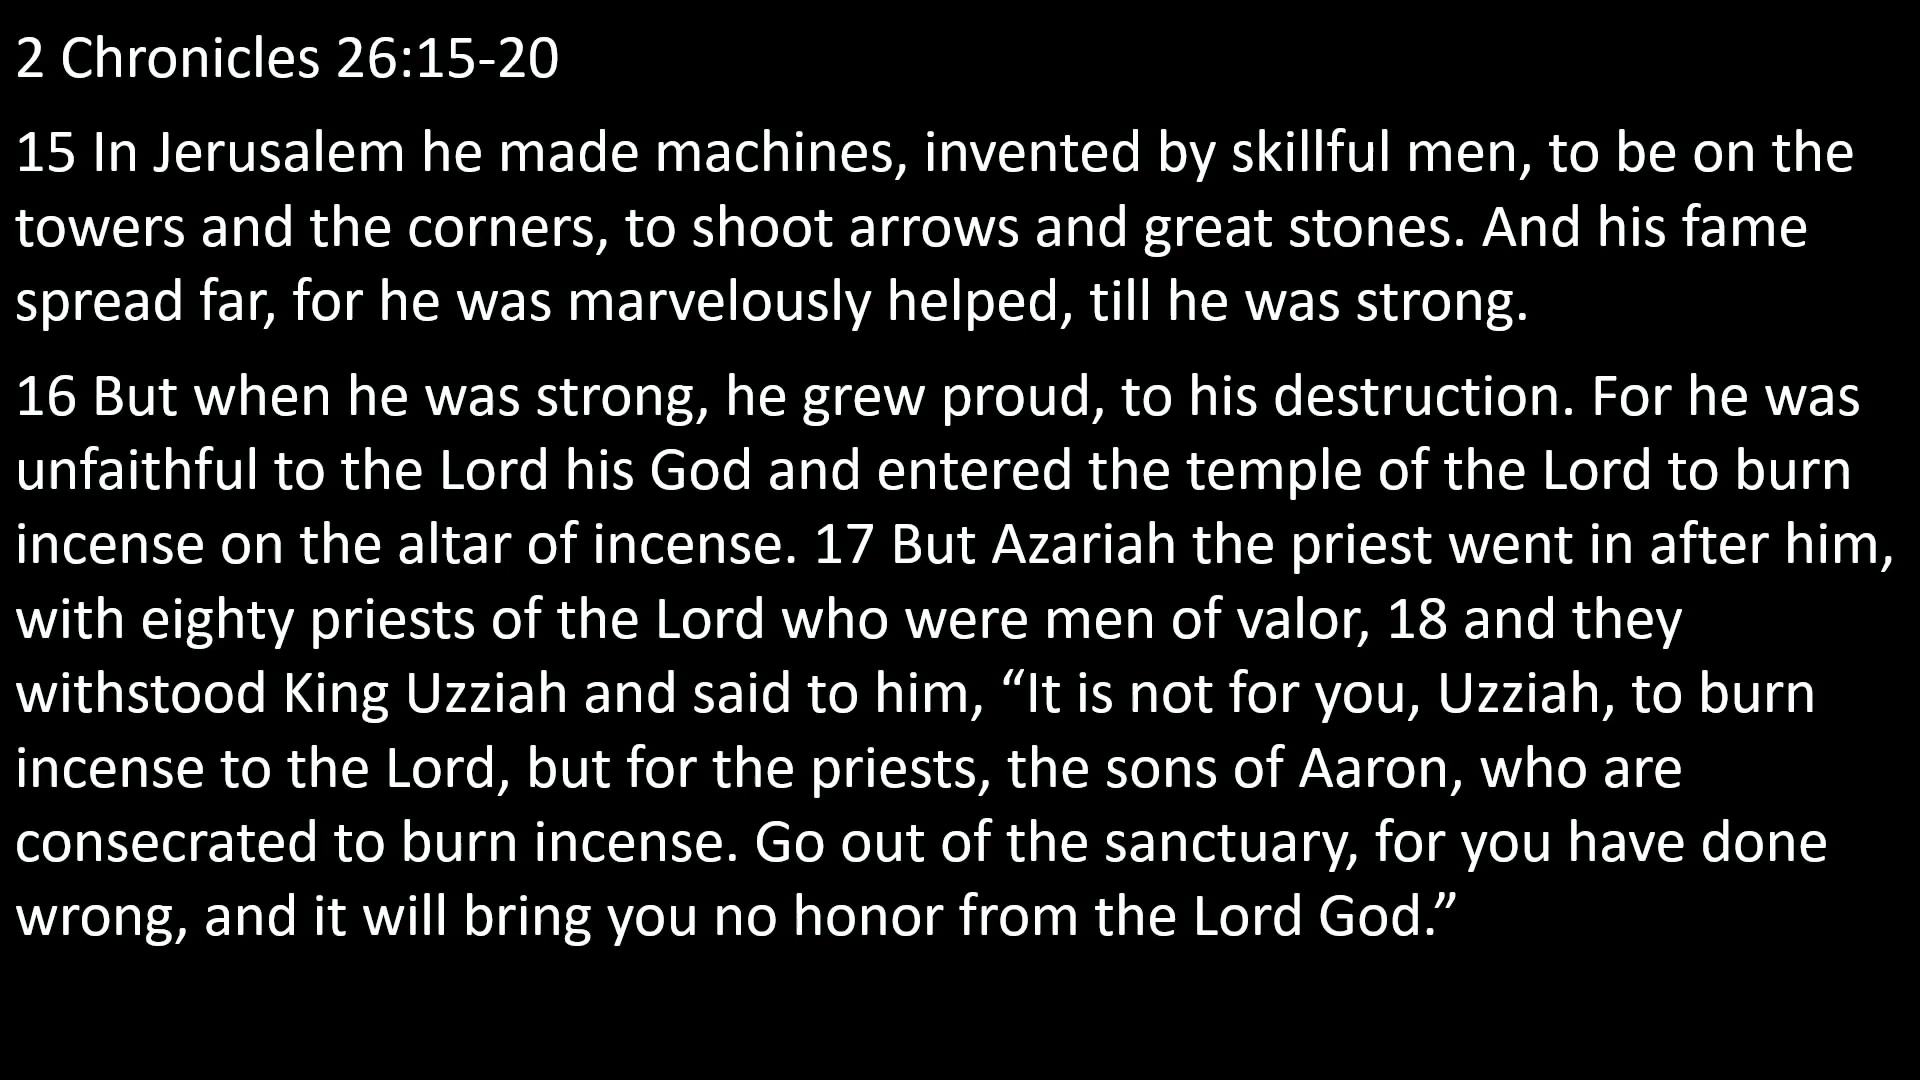 2 Chronicles 26:15-20
15 In Jerusalem he made machines, invented by skillful men, to be on the
towers and the corners, to shoot arrows and great stones. And his fame
spread far, for he was marvelously helped, till he was strong.
16 But when he was strong, he grew proud, to his destruction. For he was
unfaithful to the Lord his God and entered the temple of the Lord to burn
incense on the altar of incense. 17 But Azariah the priest went in after him,
with eighty priests of the Lord who were men of valor, 18 and they
withstood King Uzziah and said to him, “It is not for you, Uzziah, to burn
incense to the Lord, but for the priests, the sons of Aaron, who are
consecrated to burn incense. Go out of the sanctuary, for you have done
wrong, and it will bring you no honor from the Lord God.”